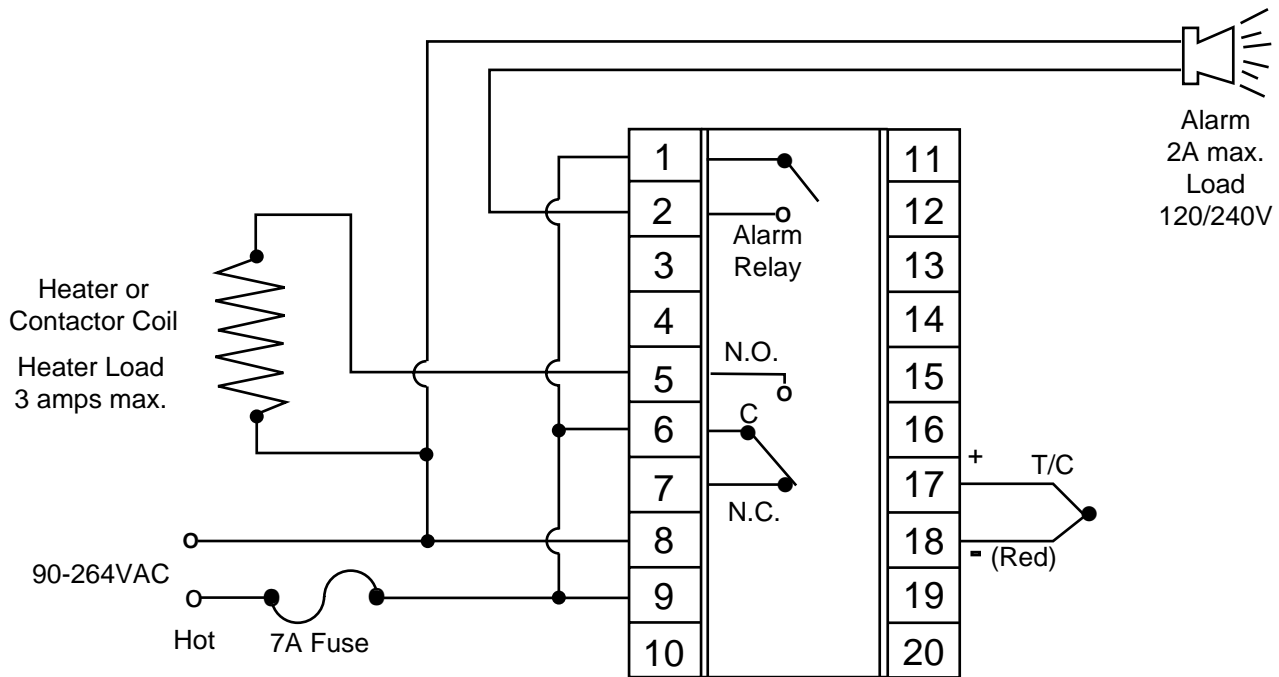 Alarm
2A max.
Load
120/240V
Heater or
Contactor Coil
Heater Load
3 amps max.
90-264VAC
Hot
7A Fuse
1
2
3
4
5
6
7
8
9
10
Alarm
Relay
N.O.
C
N.C.
11
12
13
14
15
16
17
18
19
20
+
T/C
- (Red)